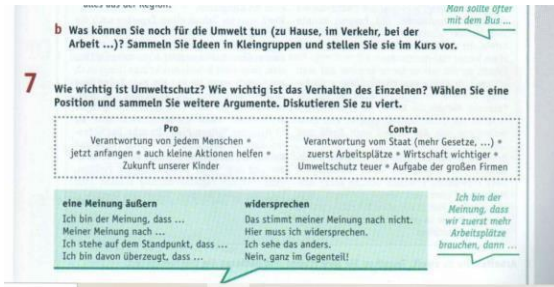 Man sollte öfter
mit dem Bus ...
b Was können Sie noch für die Umwelt tun (zu Hause, im Verkehr, bei der
Arbeit ...)? Sammeln Sie Ideen in Kleingruppen und stellen Sie sie im Kurs vor.
7
Wie wichtig ist Umweltschutz? Wie wichtig ist das Verhalten des Einzelnen? Wählen Sie eine
Position und sammeln Sie weitere Argumente. Diskutieren Sie zu viert.
Pro
Verantwortung von jedem Menschen *
jetzt anfangen * auch kleine Aktionen helfen *
Zukunft unserer Kinder
Contra
Verantwortung vom Staat (mehr Gesetze, ...) *
zuerst Arbeitsplätze * Wirtschaft wichtiger *
Umweltschutz teuer * Aufgabe der großen Firmen
eine Meinung äußern
Ich bin der Meinung, dass ...
Meiner Meinung nach ...
Ich stehe auf dem Standpunkt, dass ...
Ich bin davon überzeugt, dass ...
widersprechen
Das stimmt meiner Meinung nach nicht.
Hier muss ich widersprechen.
Ich sehe das anders.
Nein, ganz im Gegenteil!
Ich bin der
Meinung, dass
wir zuerst mehr
Arbeitsplätze
brauchen, dann ...